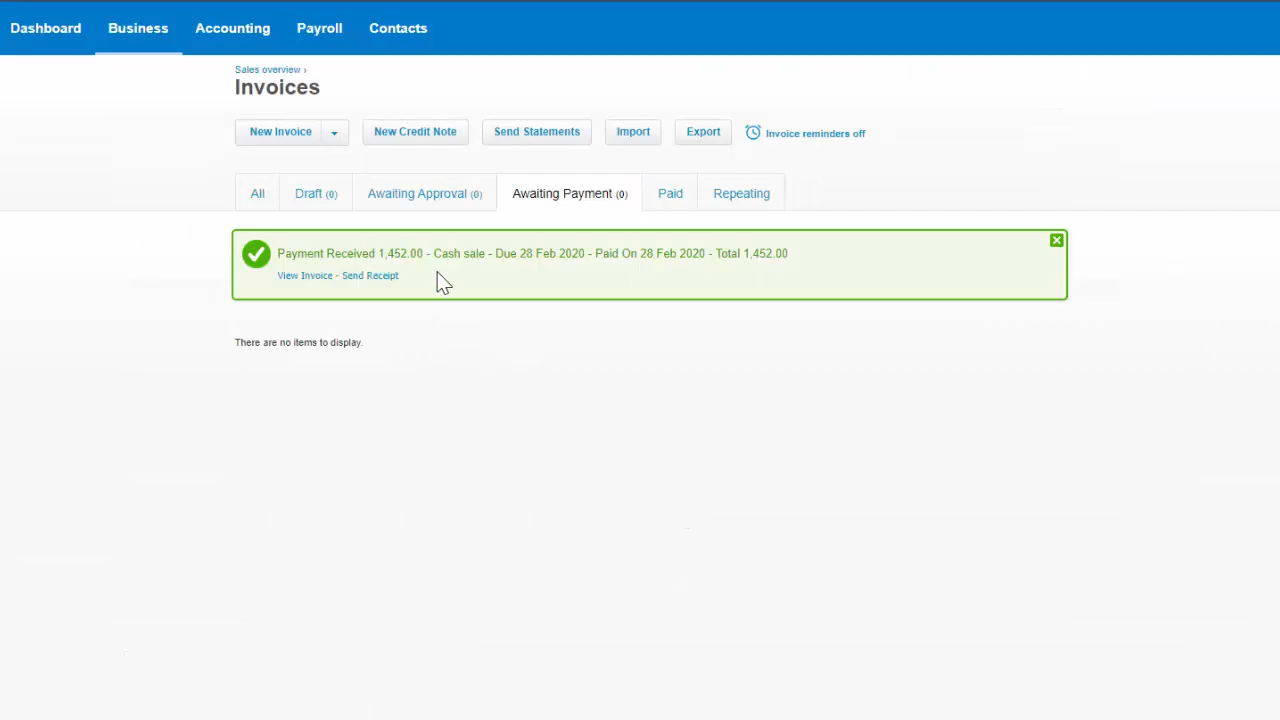 Dashboard Business Accounting Payroll Contacts
Sales overview ›
Invoices
New Invoice New Credit Note Send Statements Import Export Invoice reminders off
All Draft (0) Awaiting Approval (0) Awaiting Payment (0) Paid Repeating
Payment Received 1,452.00 - Cash sale - Due 28 Feb 2020 - Paid On 28 Feb 2020 - Total 1,452.00
View Invoice - Send Receipt
There are no items to display.